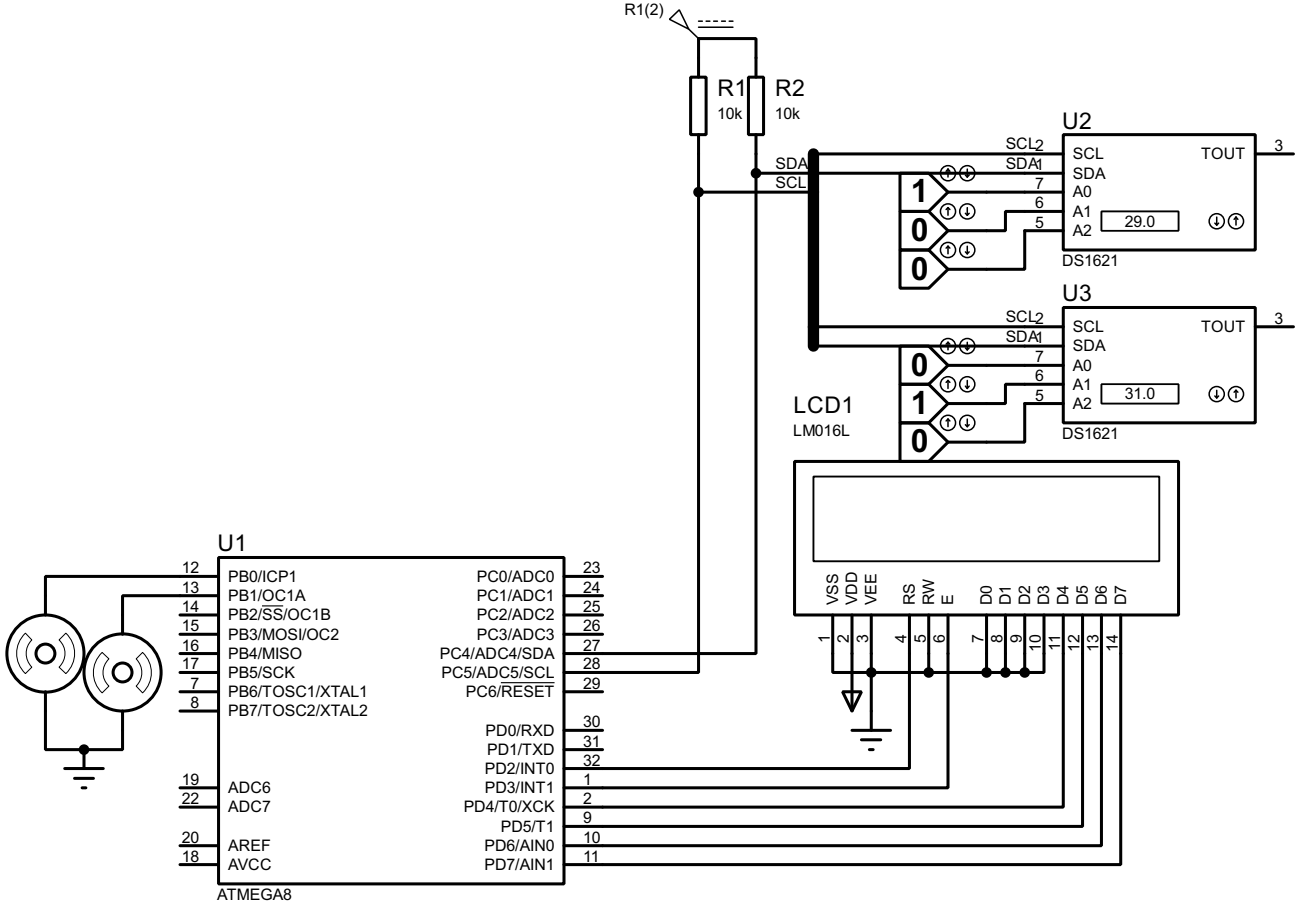 R1(2)
R1
10k
R2
10k
SDA
SCL
U2
SCL 2 SCL
SDA 1 SDA
7 A0
6 A1
5 A2
TOUT 3
29.0
DS1621
1
0
0
U3
SCL 2 SCL
SDA 1 SDA
7 A0
6 A1
5 A2
TOUT 3
31.0
DS1621
0
1
0
LCD1
LM016L
VSS VDD VEE RS RW E D0 D1 D2 D3 D4 D5 D6 D7
1 2 3 4 5 6 7 8 9 10 11 12 13 14
U1
12 PB0/ICP1
13 PB1/OC1A
14 PB2/SS/OC1B
15 PB3/MOSI/OC2
16 PB4/MISO
17 PB5/SCK
7 PB6/TOSC1/XTAL1
8 PB7/TOSC2/XTAL2
19 ADC6
22 ADC7
20 AREF
18 AVCC
PC0/ADC0 23
PC1/ADC1 24
PC2/ADC2 25
PC3/ADC3 26
PC4/ADC4/SDA 27
PC5/ADC5/SCL 28
PC6/RESET 29
PD0/RXD 30
PD1/TXD 31
PD2/INT0 32
PD3/INT1 1
PD4/T0/XCK 2
PD5/T1 9
PD6/AIN0 10
PD7/AIN1 11
ATMEGA8